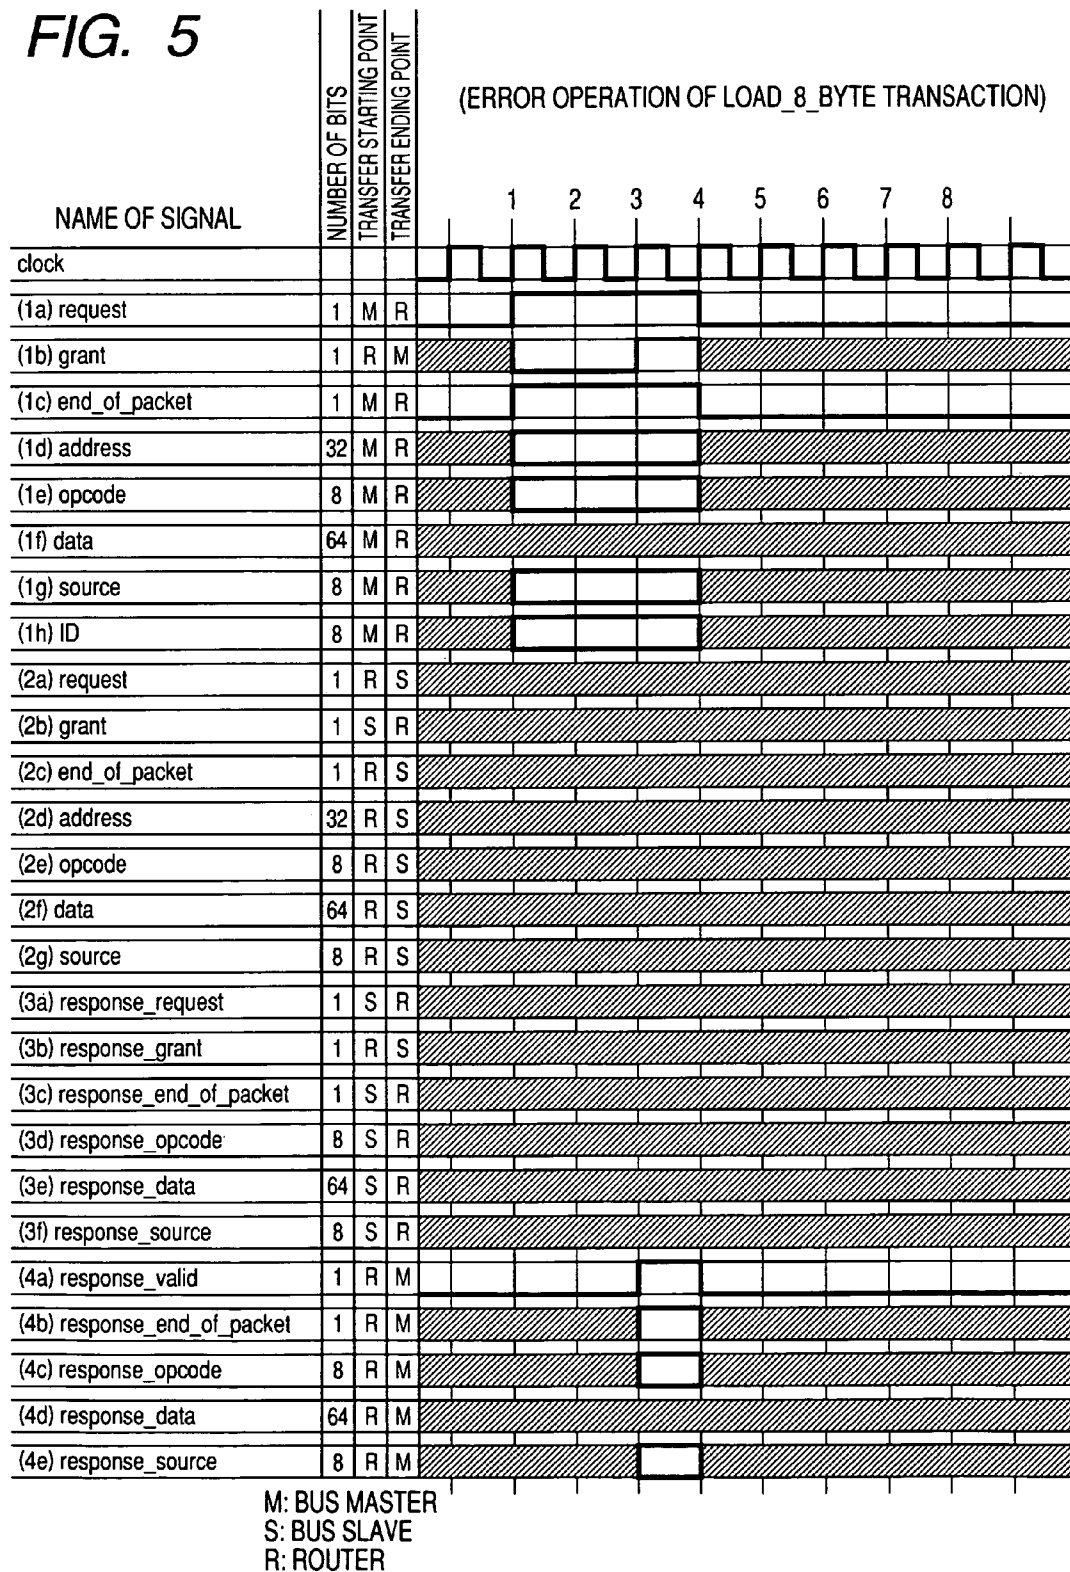 FIG. 5
NUMBER OF BITS
TRANSFER STARTING POINT
TRANSFER ENDING POINT
(ERROR OPERATION OF LOAD_8_BYTE TRANSACTION)
NAME OF SIGNAL
1 2 3 4 5 6 7 8
clock
(1a) request 1 M R
(1b) grant 1 R M
(1c) end_of_packet 1 M R
(1d) address 32 M R
(1e) opcode 8 M R
(1f) data 64 M R
(1g) source 8 M R
(1h) ID 8 M R
(2a) request 1 R S
(2b) grant 1 S R
(2c) end_of_packet 1 R S
(2d) address 32 R S
(2e) opcode 8 R S
(2f) data 64 R S
(2g) source 8 R S
(3a) response_request 1 S R
(3b) response_grant 1 R S
(3c) response_end_of_packet 1 S R
(3d) response_opcode 8 S R
(3e) response_data 64 S R
(3f) response_source 8 S R
(4a) response_valid 1 R M
(4b) response_end_of_packet 1 R M
(4c) response_opcode 8 R M
(4d) response_data 64 R M
(4e) response_source 8 R M
M: BUS MASTER
S: BUS SLAVE
R: ROUTER